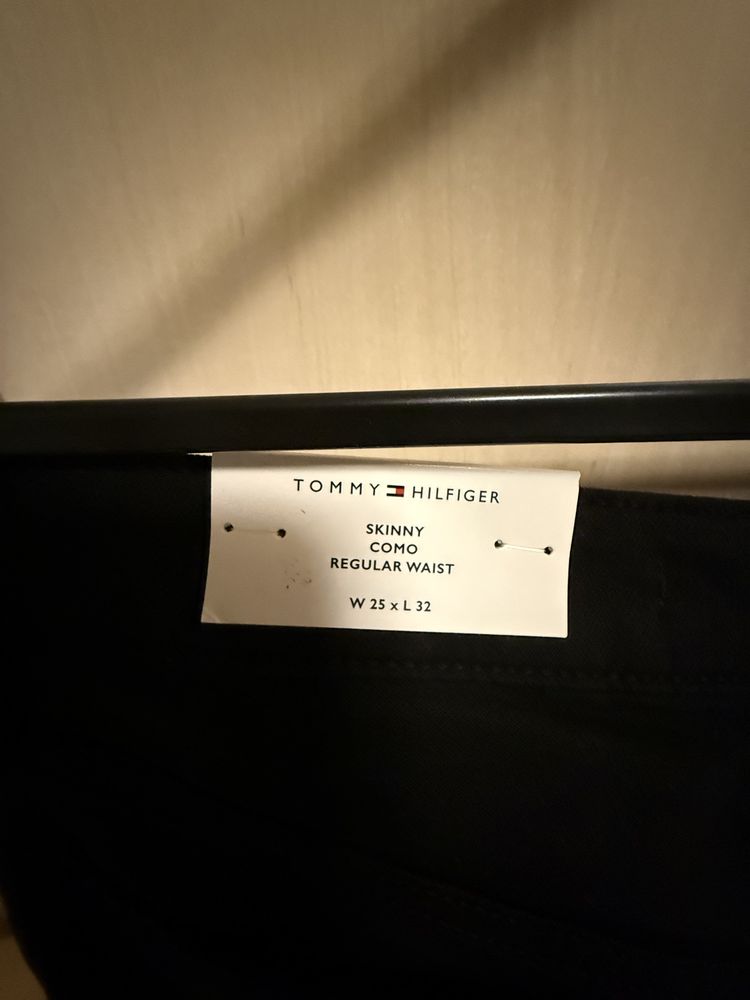 TOMMY HILFIGER
SKINNY
COMO
REGULAR WAIST
W 25 x L 32